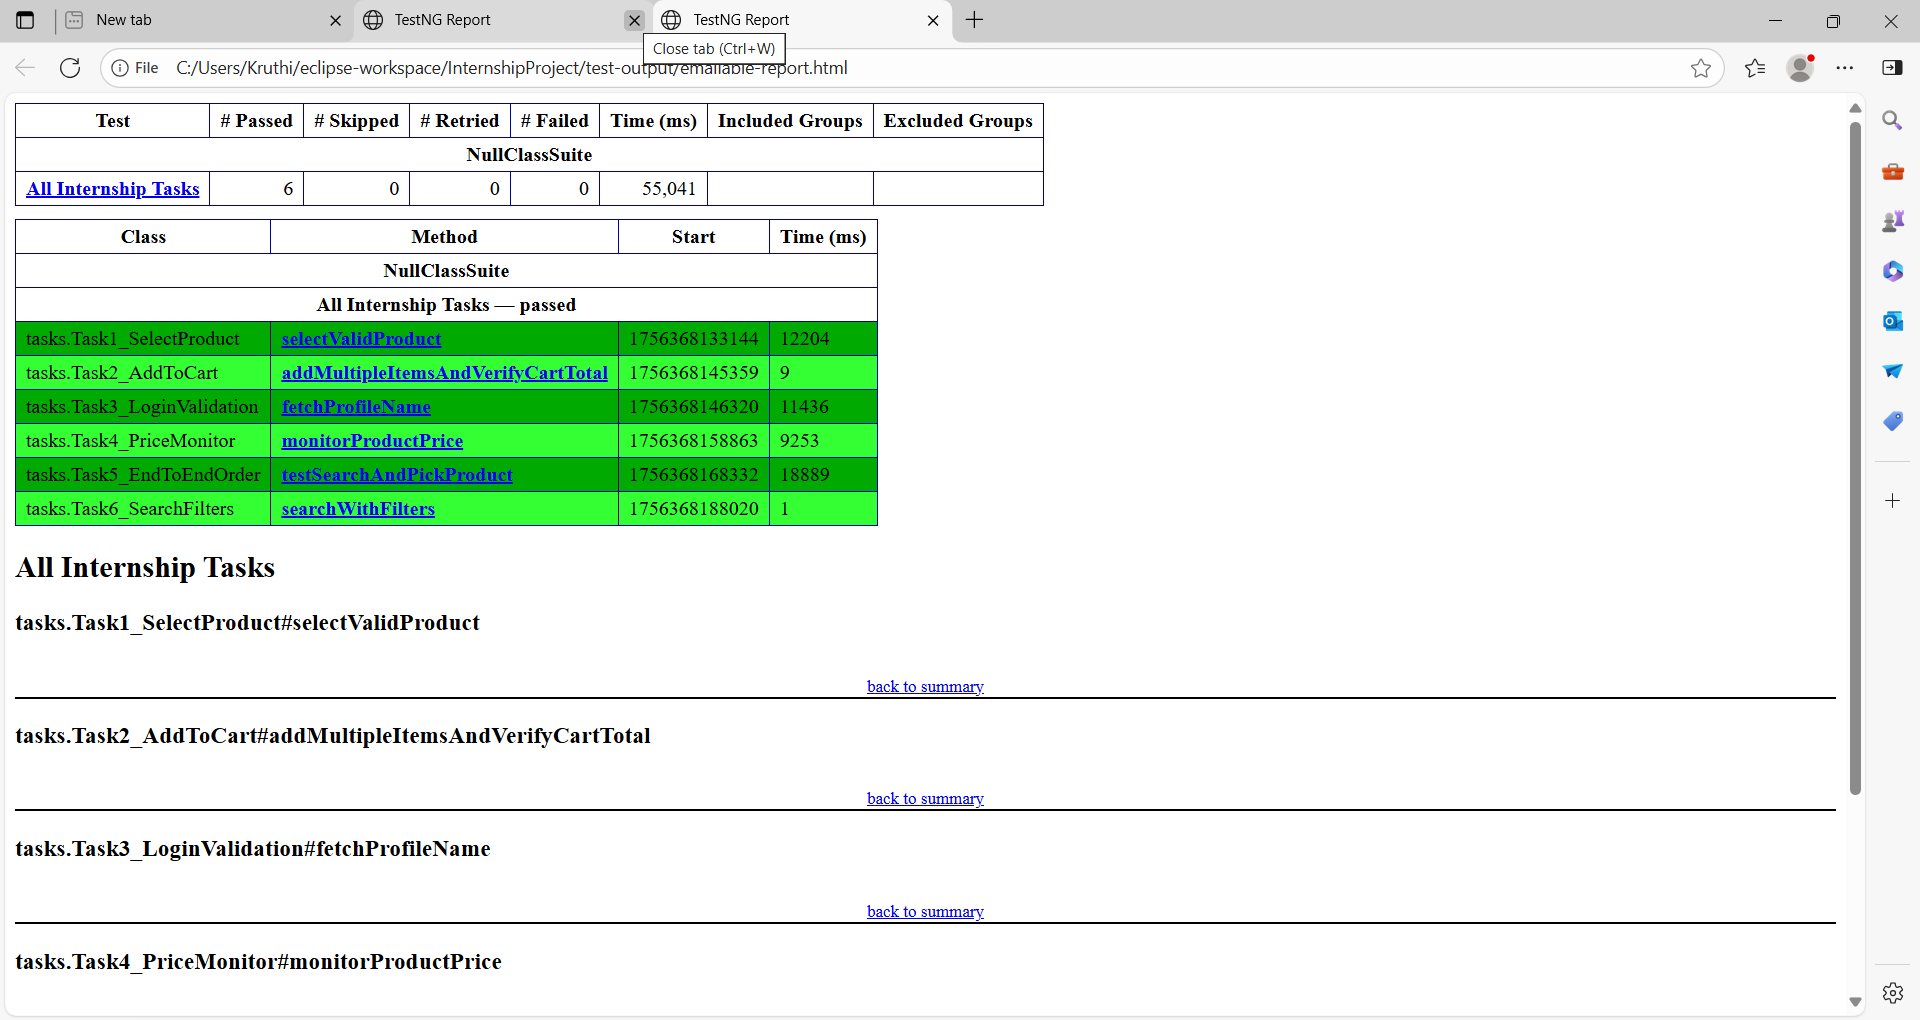 New tab
TestNG Report
TestNG Report
Close tab (Ctrl+W)
File C:/Users/Kruthi/eclipse-workspace/InternshipProject/test-output/emailable-report.html
Test # Passed # Skipped # Retried # Failed Time (ms) Included Groups Excluded Groups
NullClassSuite
All Internship Tasks 6 0 0 0 55,041
Class Method Start Time (ms)
NullClassSuite
All Internship Tasks — passed
tasks.Task1_SelectProduct selectValidProduct 1756368133144 12204
tasks.Task2_AddToCart addMultipleItemsAndVerifyCartTotal 1756368145359 9
tasks.Task3_LoginValidation fetchProfileName 1756368146320 11436
tasks.Task4_PriceMonitor monitorProductPrice 1756368158863 9253
tasks.Task5_EndToEndOrder testSearchAndPickProduct 1756368168332 18889
tasks.Task6_SearchFilters searchWithFilters 1756368188020 1
All Internship Tasks
tasks.Task1_SelectProduct#selectValidProduct
back to summary
tasks.Task2_AddToCart#addMultipleItemsAndVerifyCartTotal
back to summary
tasks.Task3_LoginValidation#fetchProfileName
back to summary
tasks.Task4_PriceMonitor#monitorProductPrice